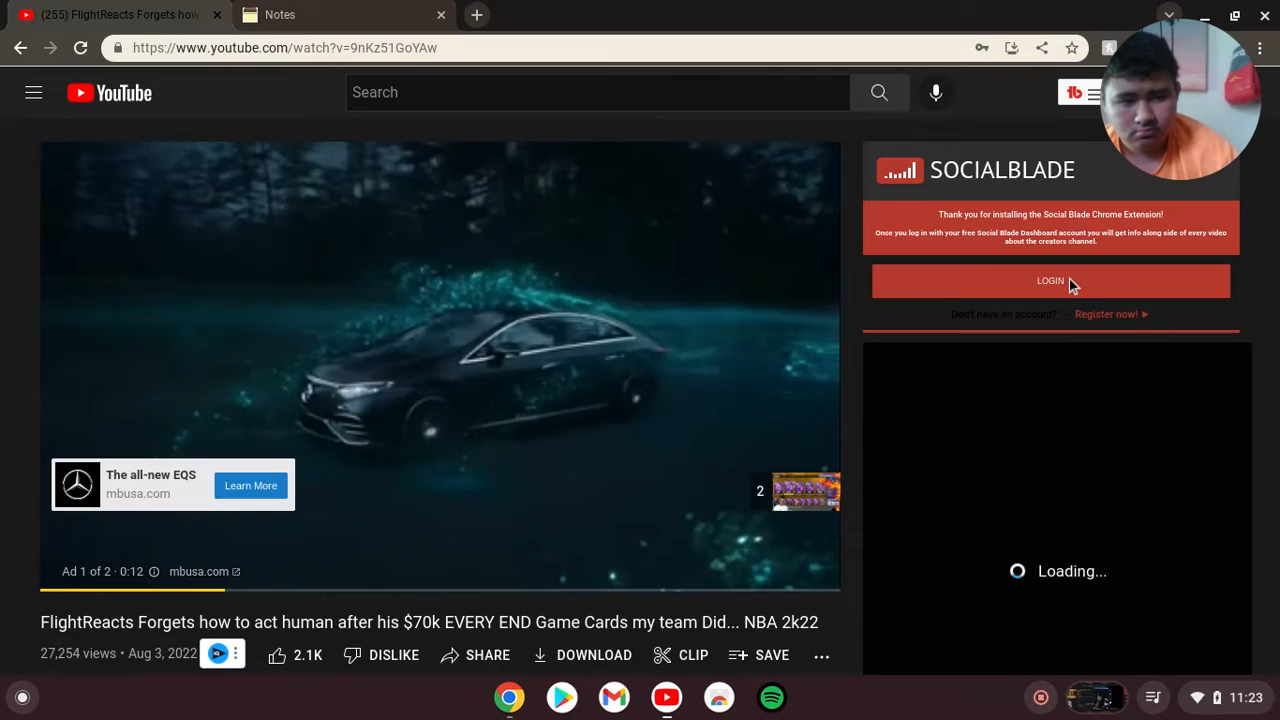 (255) FlightReacts Forgets how
Notes
https://www.youtube.com/watch?v=9nKz51GoYAw
YouTube
Search
SOCIALBLADE
Thank you for installing the Social Blade Chrome Extension!
Once you log in with your free Social Blade Dashboard account you will get info along side of every video
about the creators channel.
LOGIN
Don't have an account? - Register now! ►
The all-new EQS
mbusa.com
Learn More
2
Loading...
Ad 1 of 2 · 0:12
mbusa.com
FlightReacts Forgets how to act human after his $70k EVERY END Game Cards my team Did... NBA 2k22
27,254 views • Aug 3, 2022
2.1K
DISLIKE
SHARE
DOWNLOAD
CLIP
SAVE
11:23